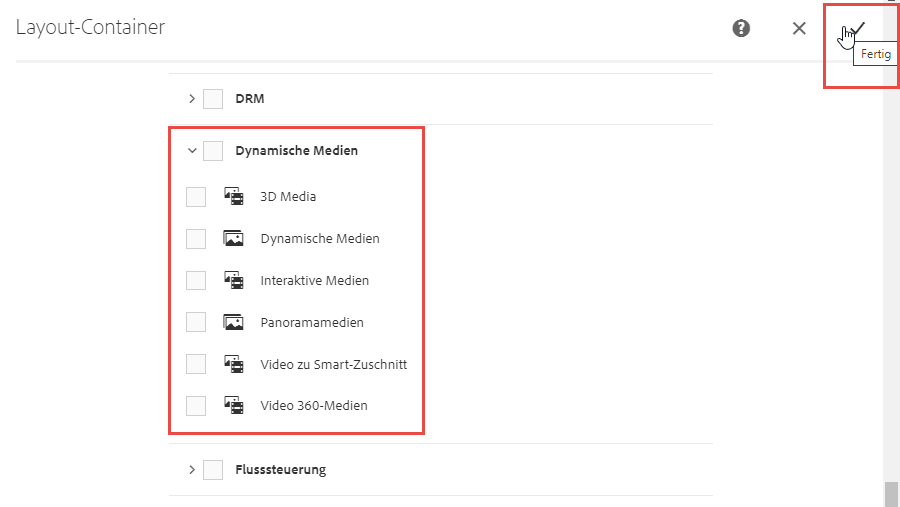 Layout-Container
Fertig
DRM
Dynamische Medien
3D Media
Dynamische Medien
Interaktive Medien
Panoramamedien
Video zu Smart-Zuschnitt
Video 360-Medien
Flusssteuerung